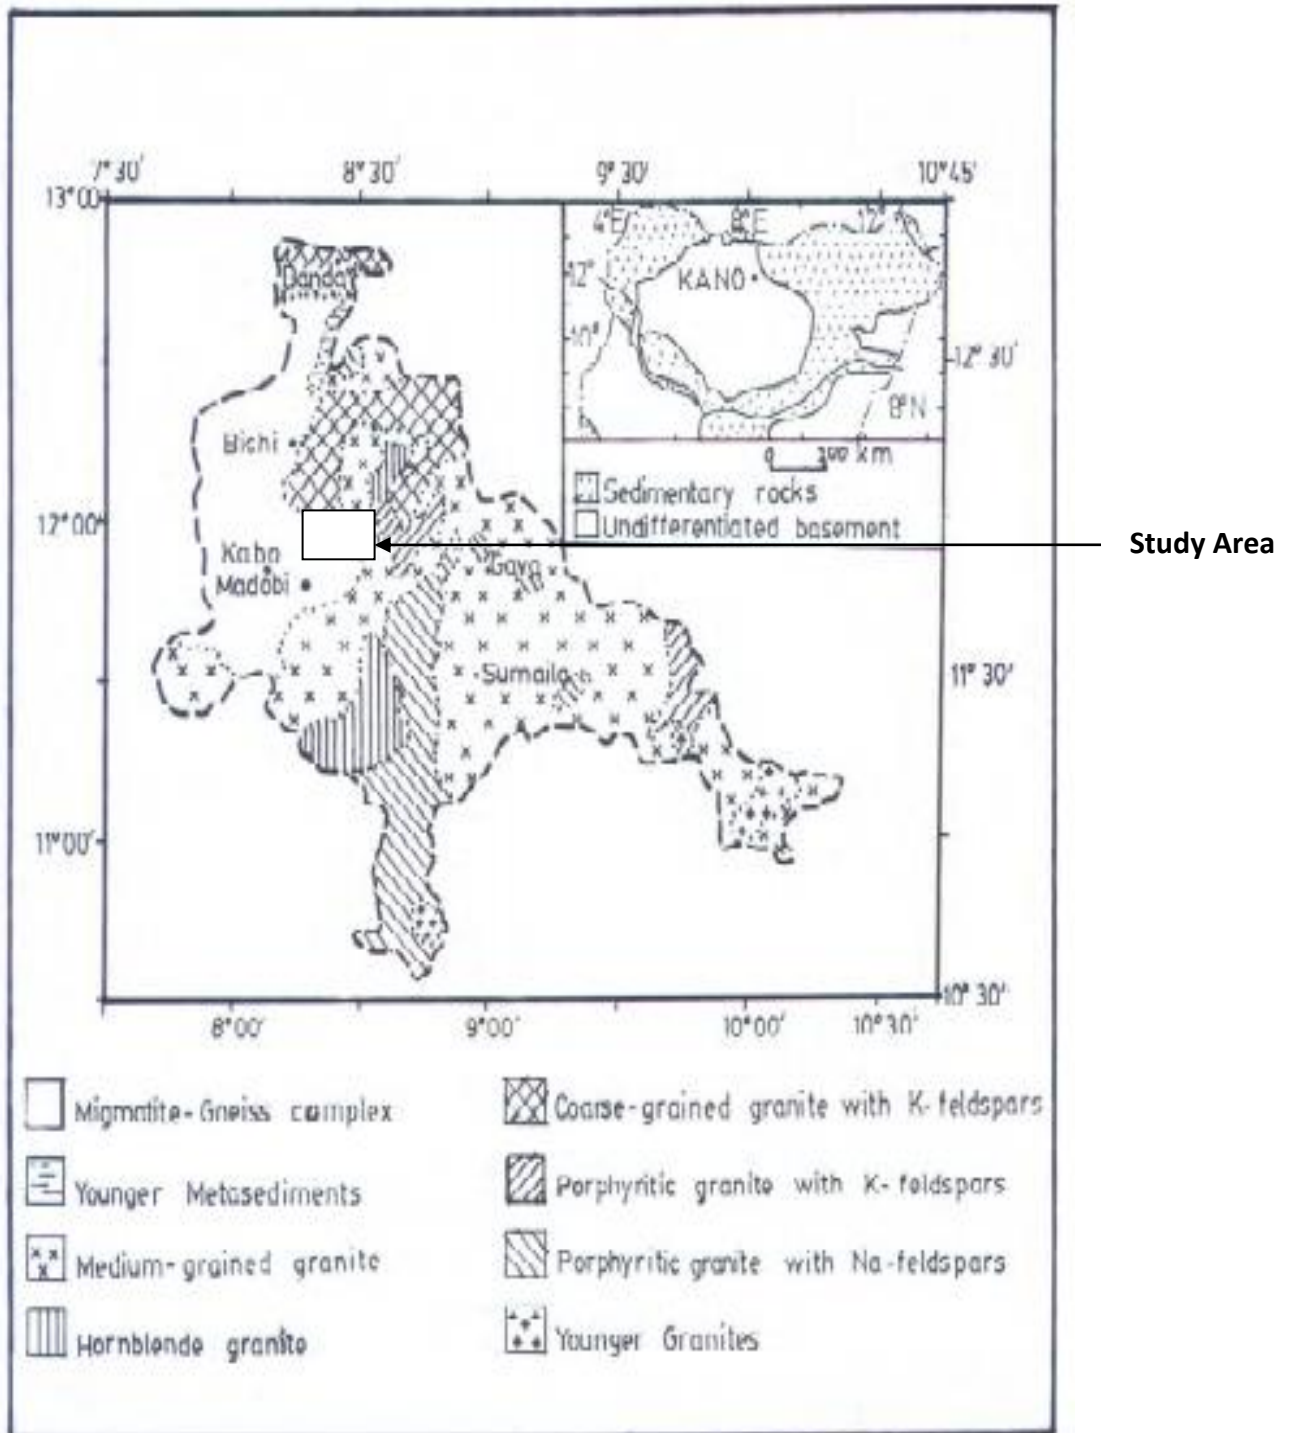 7°30′ 8°30′ 9°30′ 10°45′
13°00′
4°E 8°E 12°
Danda
12°
KANO
10°
12°30′
8°N
Bichi
0 300 km
Sedimentary rocks
12°00′
Undifferentiated basement
Study Area
Kabo
Gaya
Madobi
Sumaila
11°30′
11°00′
10°30′
8°00′ 9°00′ 10°00′ 10°30′
Migmatite-Gneiss complex
Coarse-grained granite with K-feldspars
Younger Metasediments
Porphyritic granite with K-feldspars
Medium-grained granite
Porphyritic granite with Na-feldspars
Hornblende granite
Younger Granites